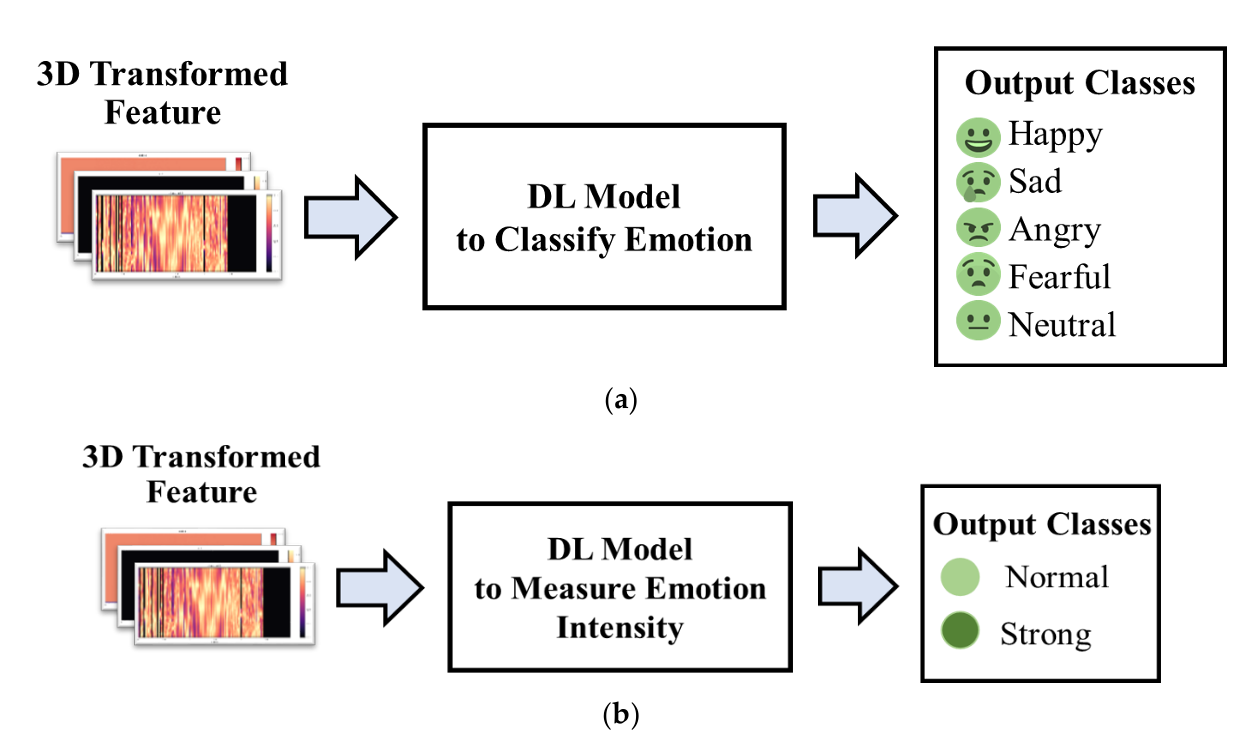 3D Transformed
Feature
DL Model
to Classify Emotion
Output Classes
Happy
Sad
Angry
Fearful
Neutral
(a)
3D Transformed
Feature
DL Model
to Measure Emotion
Intensity
Output Classes
Normal
Strong
(b)